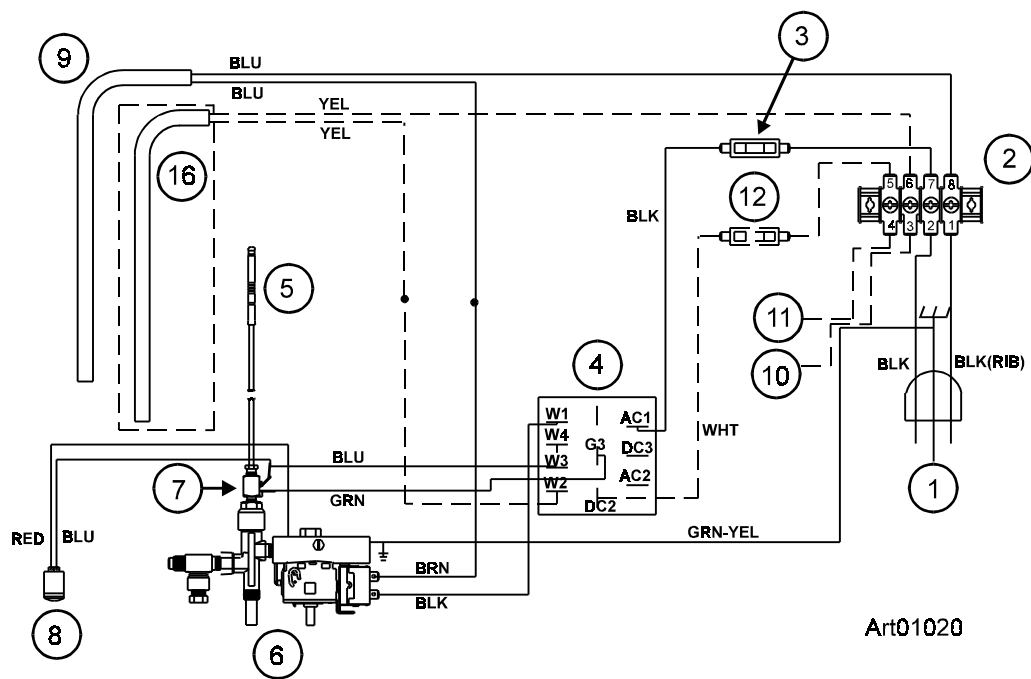 3
9
BLU
BLU
YEL
YEL
16
12
2
5 6 7 8
4 3 2 1
BLK
5
11
10
4
BLK
BLK(RIB)
W1
AC1
W4
G3
DC3
W3
AC2
W2
DC2
WHT
BLU
7
GRN
1
RED
BLU
GRN-YEL
BRN
BLK
8
6
Art01020